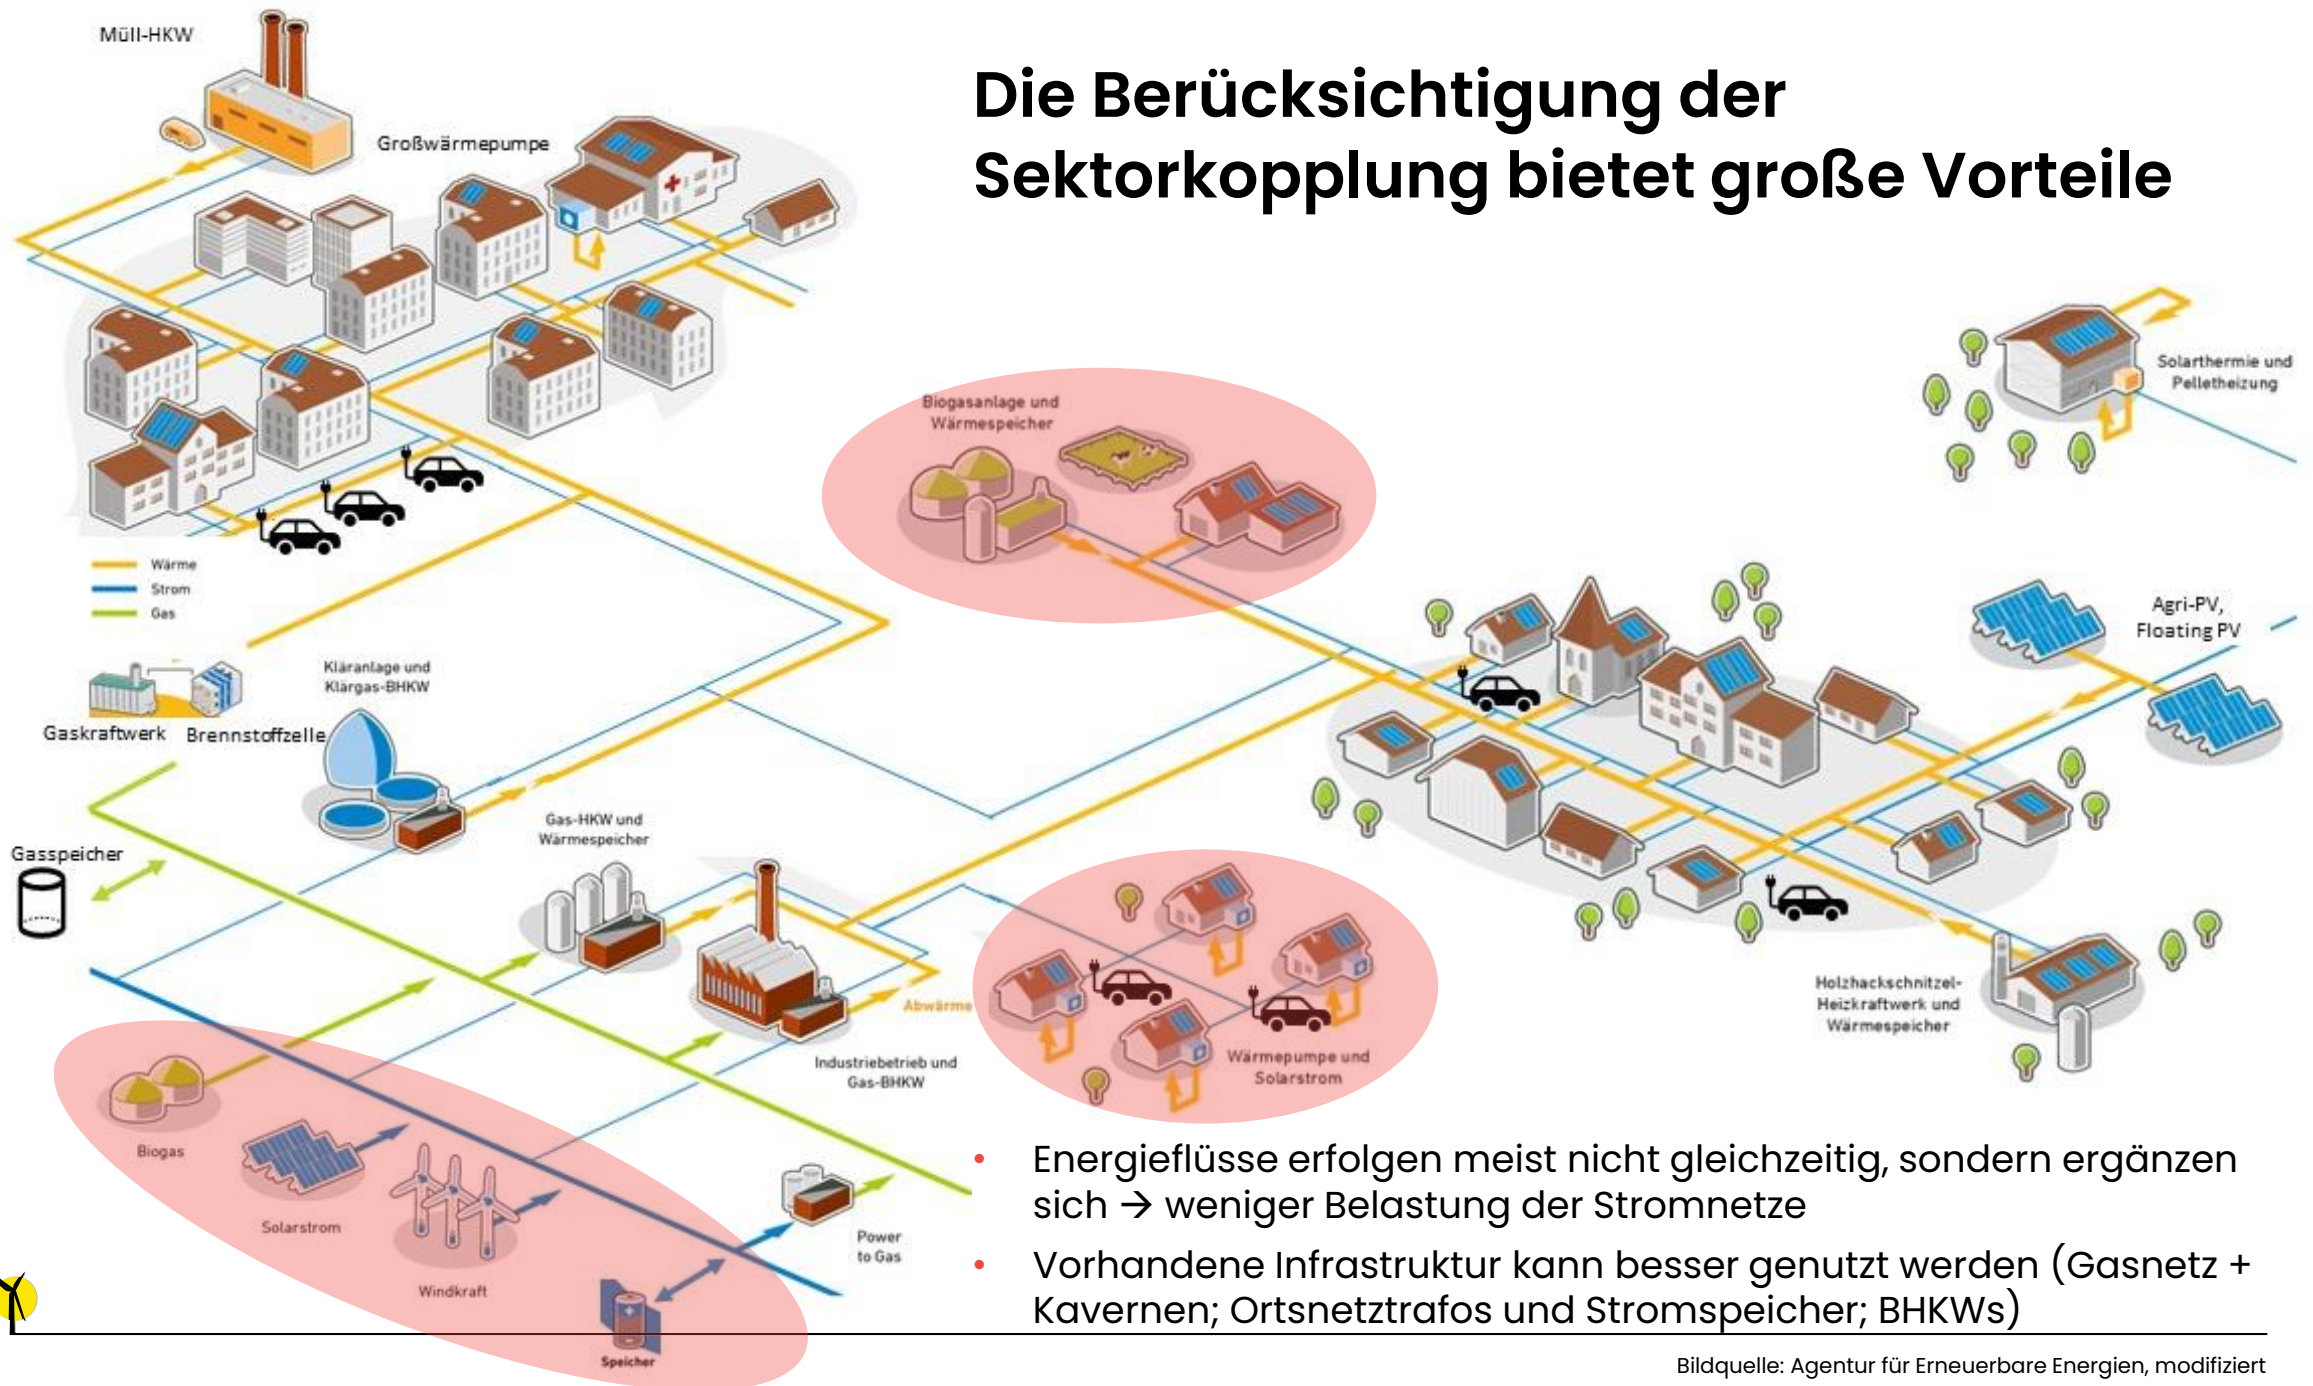 Müll-HKW
Die Berücksichtigung der
Sektorkopplung bietet große Vorteile
Großwärmepumpe
Solarthermie und
Pelletheizung
Biogasanlage und
Wärmespeicher
Wärme
Strom
Gas
Agri-PV,
Floating PV
Kläranlage und
Klärgas-BHKW
Gaskraftwerk
Brennstoffzelle
Gas-HKW und
Wärmespeicher
Gasspeicher
Abwärme
Holzhackschnitzel-
Heizkraftwerk und
Wärmespeicher
Industriebetrieb und
Gas-BHKW
Wärmepumpe und
Solarstrom
Biogas
Solarstrom
Windkraft
Speicher
Power
to Gas
• Energieflüsse erfolgen meist nicht gleichzeitig, sondern ergänzen
sich → weniger Belastung der Stromnetze
• Vorhandene Infrastruktur kann besser genutzt werden (Gasnetz +
Kavernen; Ortsnetztrafos und Stromspeicher; BHKWs)
Bildquelle: Agentur für Erneuerbare Energien, modifiziert